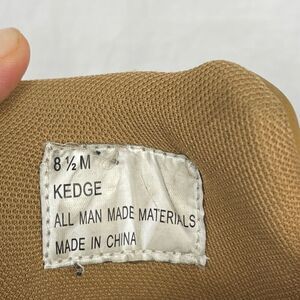 8 ½ M
KEDGE
ALL MAN MADE MATERIALS
MADE IN CHINA